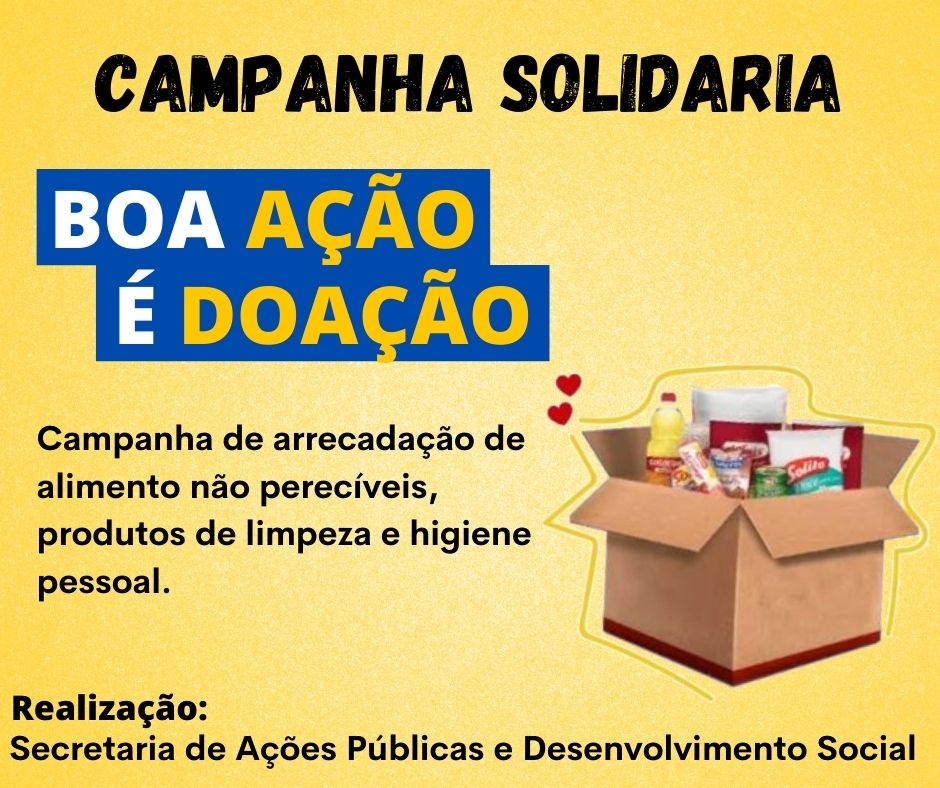 CAMPANHA SOLIDARIA
BOA AÇÃO
É DOAÇÃO
Campanha de arrecadação de
alimento não perecíveis,
produtos de limpeza e higiene
pessoal.
Solito
Realização:
Secretaria de Ações Públicas e Desenvolvimento Social